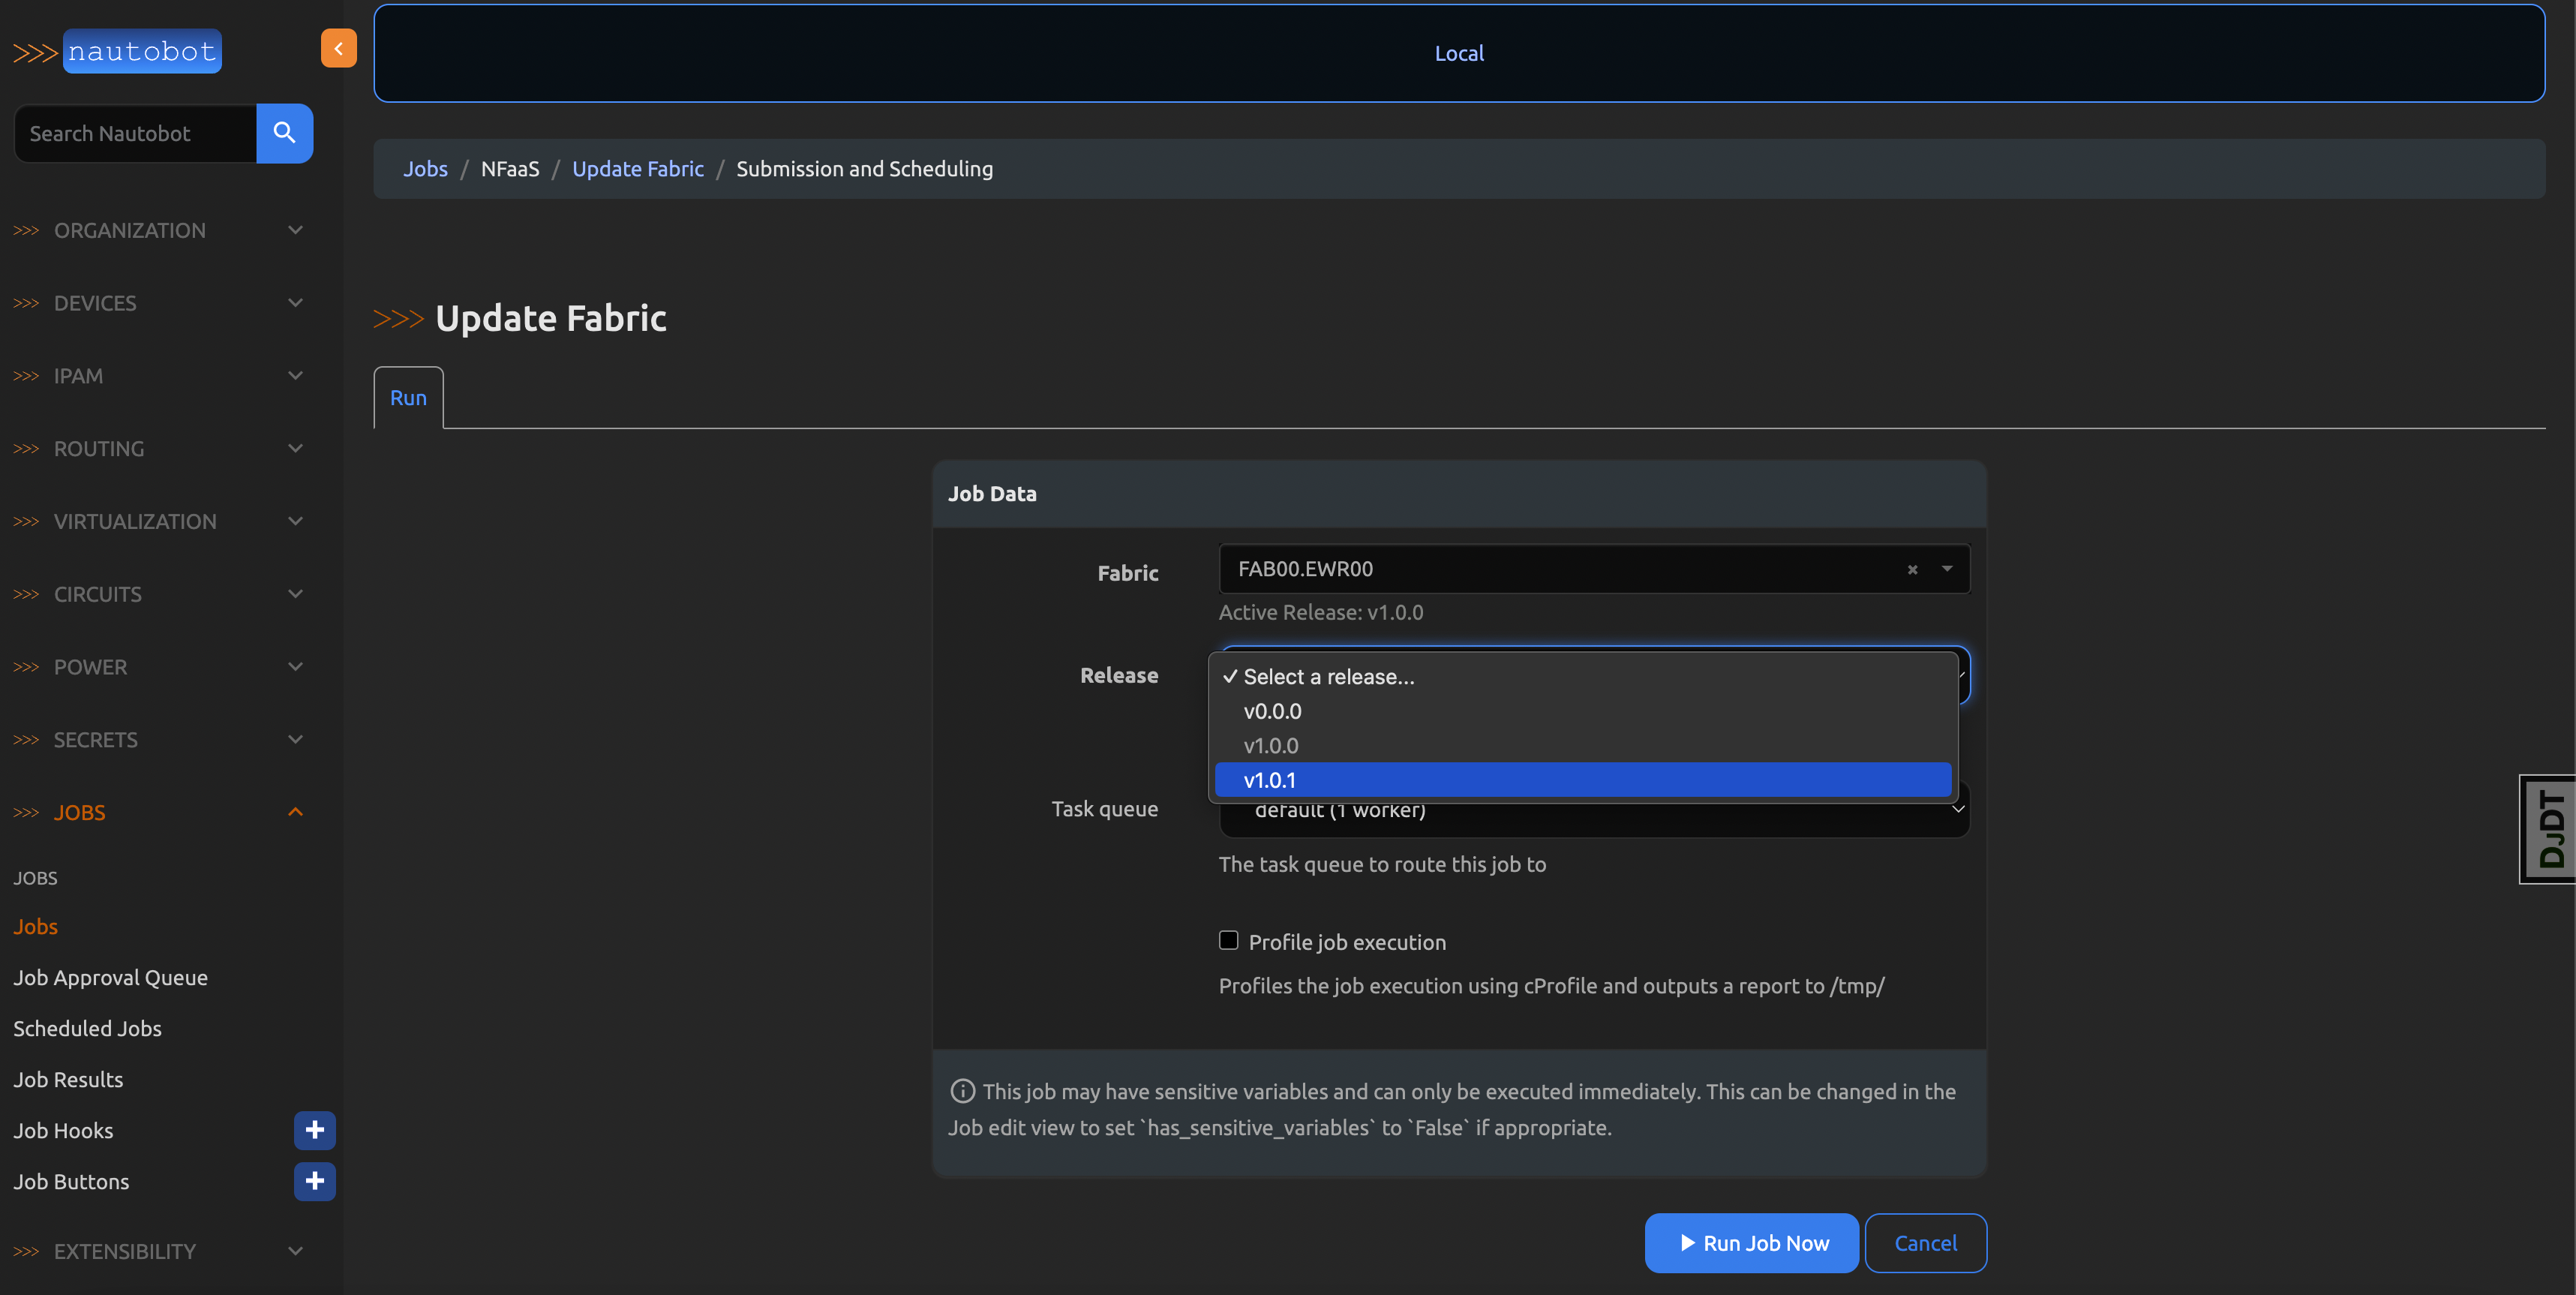 >>> nautobot
Local
Search Nautobot
Jobs / NFaaS / Update Fabric / Submission and Scheduling
>>> ORGANIZATION
>>> DEVICES
>>> IPAM
>>> ROUTING
>>> VIRTUALIZATION
>>> CIRCUITS
>>> POWER
>>> SECRETS
>>> JOBS
JOBS
Jobs
Job Approval Queue
Scheduled Jobs
Job Results
Job Hooks
Job Buttons
>>> EXTENSIBILITY
>>> Update Fabric
Run
Job Data
Fabric
FAB00.EWR00
Active Release: v1.0.0
Release
✓ Select a release...
v0.0.0
v1.0.0
v1.0.1
Task queue
default (1 worker)
The task queue to route this job to
Profile job execution
Profiles the job execution using cProfile and outputs a report to /tmp/
This job may have sensitive variables and can only be executed immediately. This can be changed in the
Job edit view to set `has_sensitive_variables` to `False` if appropriate.
Run Job Now
Cancel
DJDT